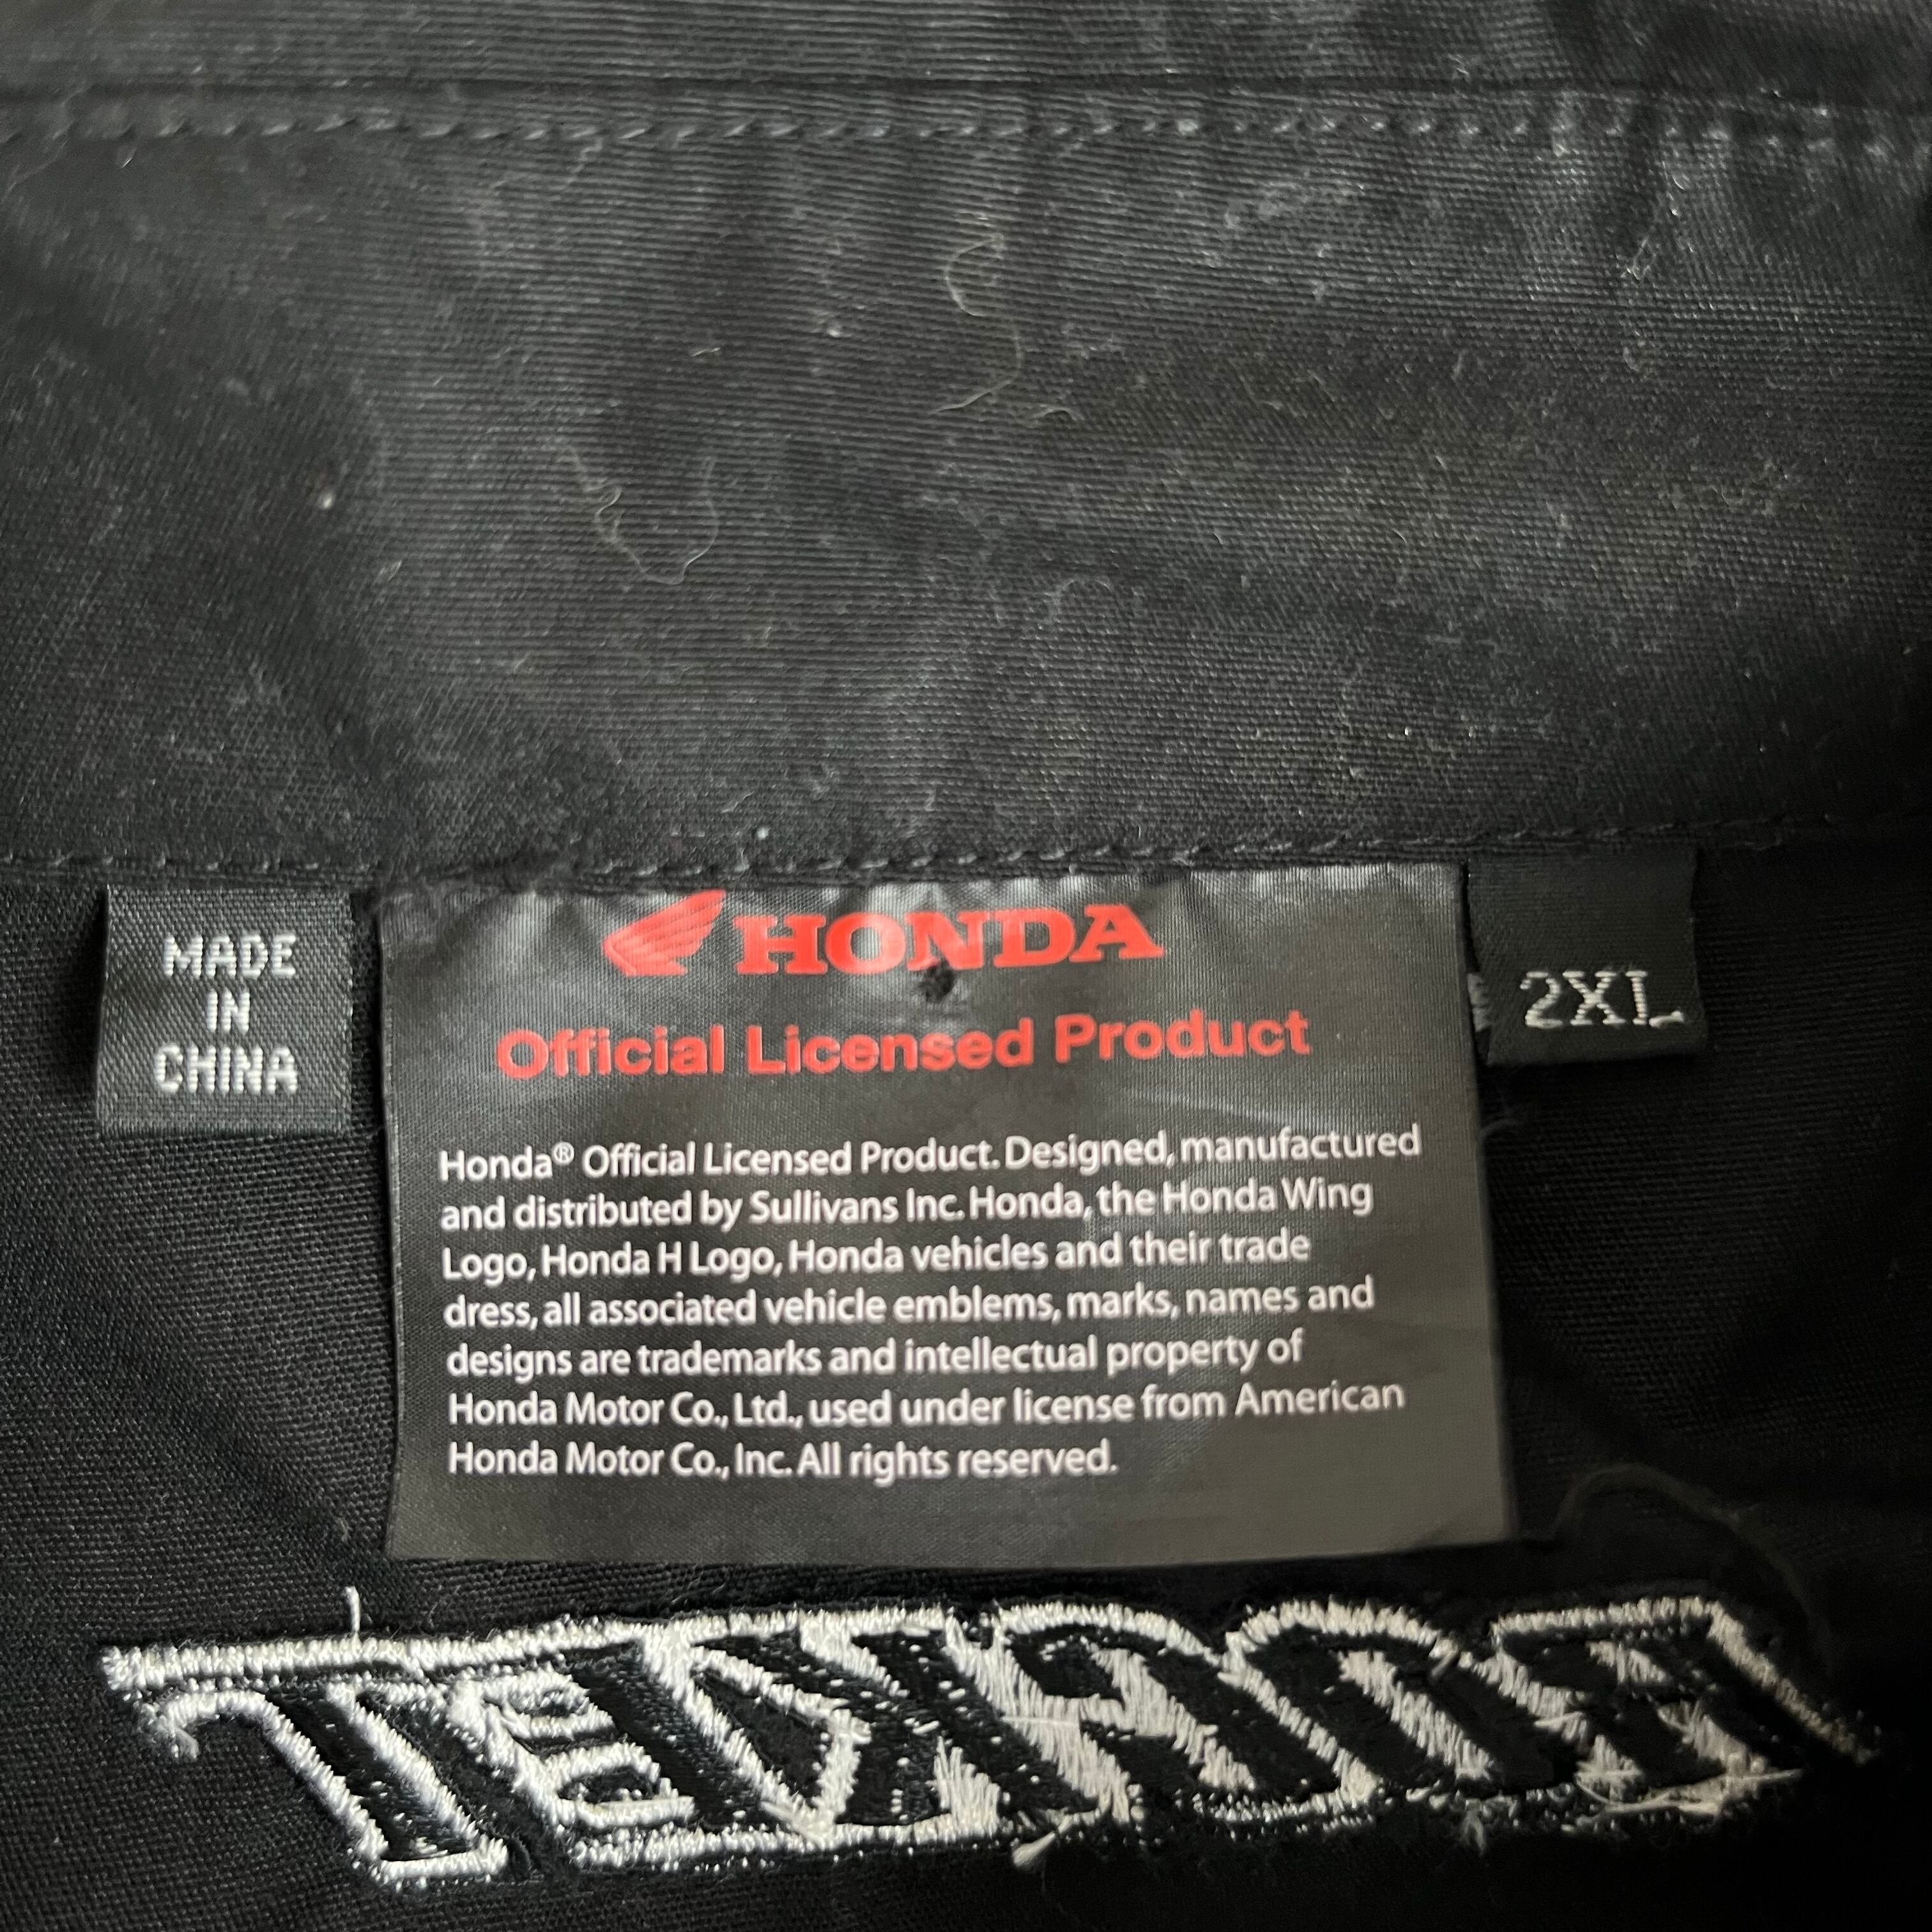 MADE
IN
CHINA
HONDA
Official Licensed Product
Honda® Official Licensed Product. Designed, manufactured
and distributed by Sullivans Inc. Honda, the Honda Wing
Logo, Honda H Logo, Honda vehicles and their trade
dress, all associated vehicle emblems, marks, names and
designs are trademarks and intellectual property of
Honda Motor Co., Ltd., used under license from American
Honda Motor Co., Inc. All rights reserved.
2XL
ROCKET